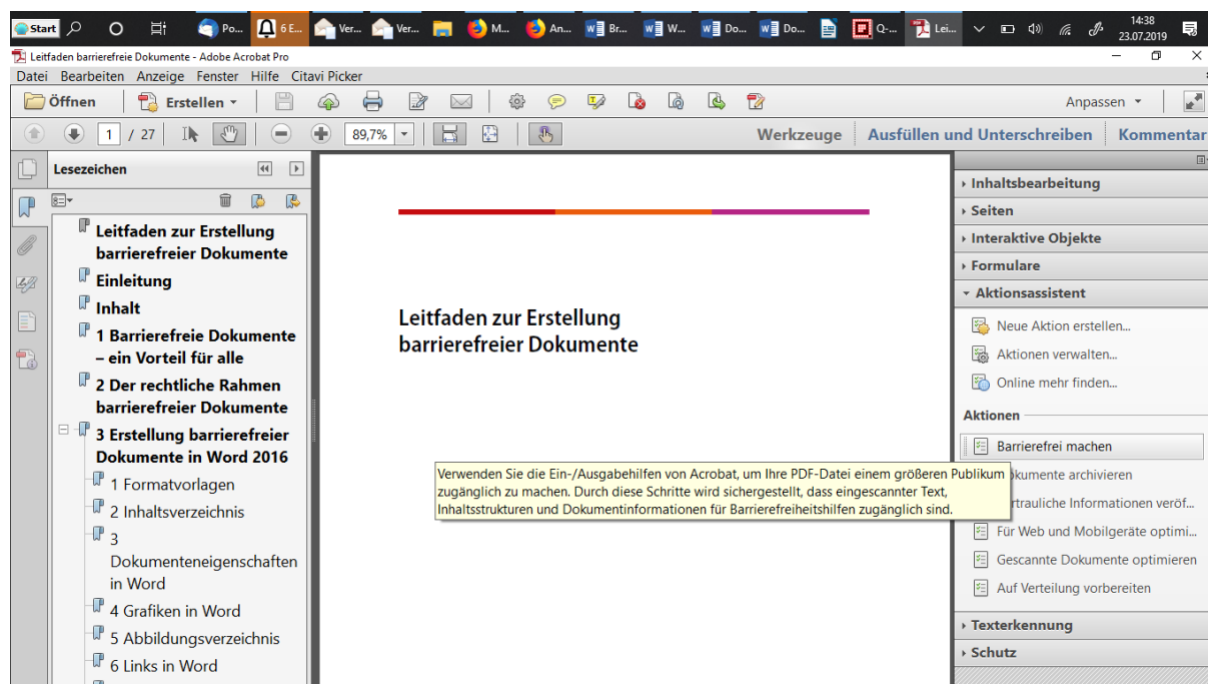 Start
Po...
6 E...
Ver...
Ver...
M...
An...
Br...
W...
Do...
Do...
Q-...
Lei...
14:38
23.07.2019
Leitfaden barrierefreie Dokumente - Adobe Acrobat Pro
Datei Bearbeiten Anzeige Fenster Hilfe Citavi Picker
Öffnen Erstellen Anpassen
1 / 27 89,7% Werkzeuge Ausfüllen und Unterschreiben Kommentar
Lesezeichen
Leitfaden zur Erstellung
barrierefreier Dokumente
Einleitung
Inhalt
1 Barrierefreie Dokumente
– ein Vorteil für alle
2 Der rechtliche Rahmen
barrierefreier Dokumente
3 Erstellung barrierefreier
Dokumente in Word 2016
1 Formatvorlagen
2 Inhaltsverzeichnis
3
Dokumenteneigenschaften
in Word
4 Grafiken in Word
5 Abbildungsverzeichnis
6 Links in Word
Leitfaden zur Erstellung
barrierefreier Dokumente
Verwenden Sie die Ein-/Ausgabehilfen von Acrobat, um Ihre PDF-Datei einem größeren Publikum
zugänglich zu machen. Durch diese Schritte wird sichergestellt, dass eingescannter Text,
Inhaltsstrukturen und Dokumentinformationen für Barrierefreiheitshilfen zugänglich sind.
Inhaltsbearbeitung
Seiten
Interaktive Objekte
Formulare
Aktionsassistent
Neue Aktion erstellen...
Aktionen verwalten...
Online mehr finden...
Aktionen
Barrierefrei machen
okumente archivieren
rtrauliche Informationen veröf...
Für Web und Mobilgeräte optimi...
Gescannte Dokumente optimieren
Auf Verteilung vorbereiten
Texterkennung
Schutz